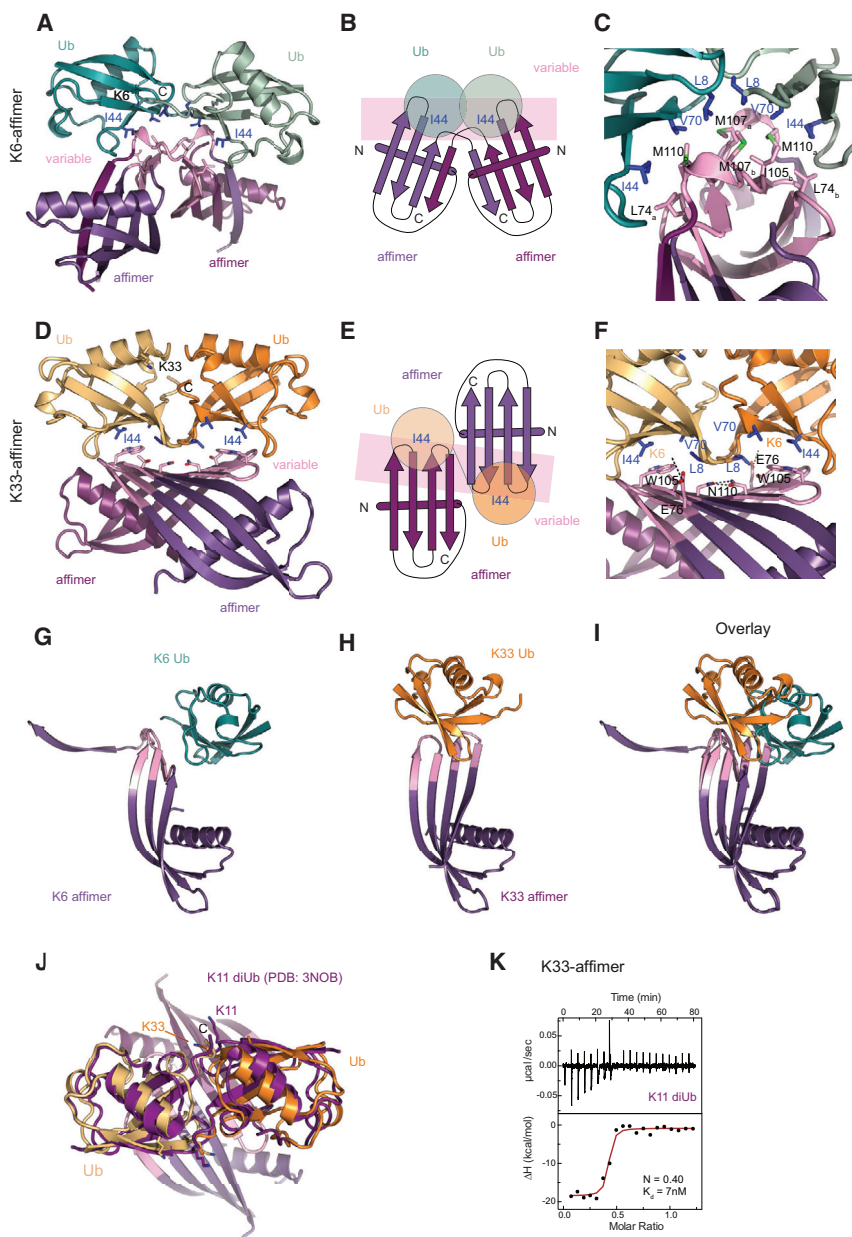 A
Ub
Ub
K6
C
I44
I44
variable
K6-affimer
affimer
affimer
B
Ub
Ub
variable
I44
I44
N
N
C
C
affimer
affimer
C
L8
L8
V70
V70
M107a
I44
M110
M110a
M107b
I105b
I44
L74b
L74a
D
Ub
Ub
K33
C
I44
I44
variable
K33-affimer
affimer
affimer
E
affimer
C
Ub
N
I44
N
I44
variable
C
Ub
affimer
F
V70
K6
I44
V70
K6
I44
L8
L8
E76
W105
W105
N110
E76
G
K6 Ub
K6 affimer
H
K33 Ub
K33 affimer
I
Overlay
J
K11 diUb (PDB: 3NOB)
K11
K33
C
Ub
Ub
K
K33-affimer
Time (min)
0 20 40 60 80
0.05
0.00
-0.05
µcal/sec
K11 diUb
0
-10
-20
ΔH (kcal/mol)
N = 0.40
Kd = 7nM
0.0 0.5 1.0
Molar Ratio